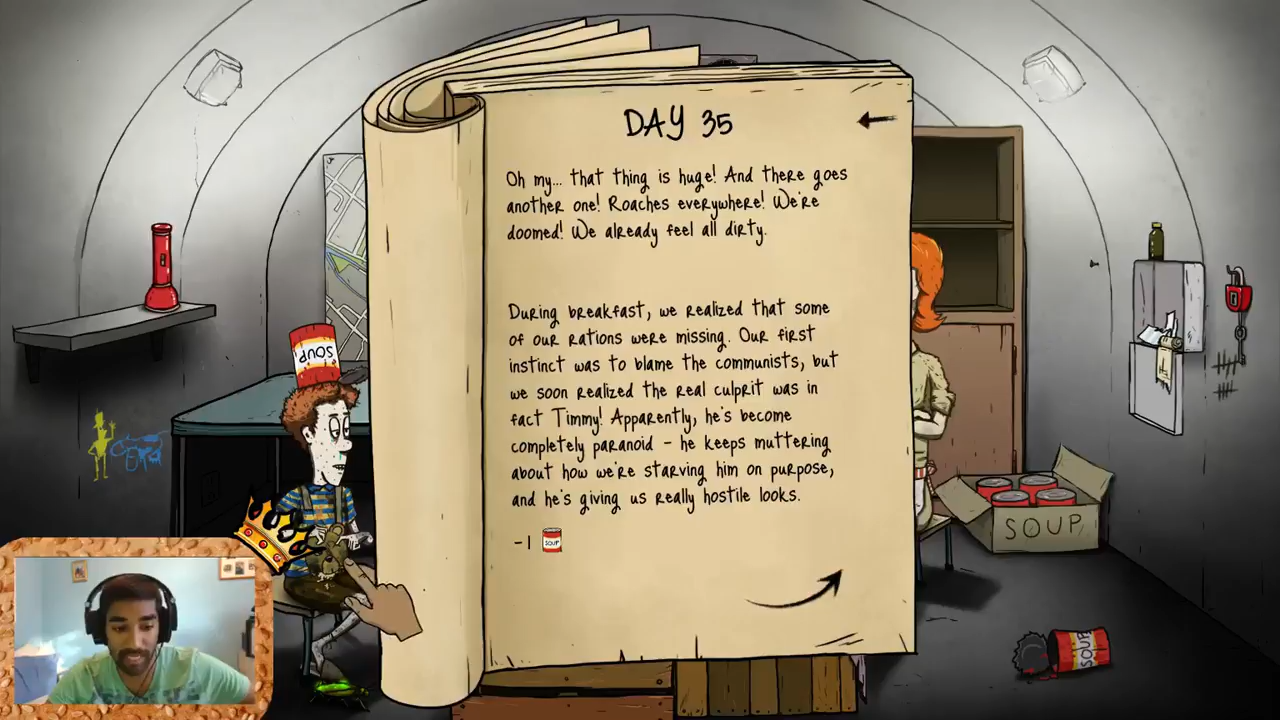 DAY 35
Oh my... that thing is huge! And there goes
another one! Roaches everywhere! We're
doomed! We already feel all dirty.
During breakfast, we realized that some
of our rations were missing. Our first
instinct was to blame the communists, but
we soon realized the real culprit was in
fact Timmy! Apparently, he's become
completely paranoid - he keeps muttering
about how we're starving him on purpose,
and he's giving us really hostile looks.
-1 SOUP
SOUP
SOUP
SOUP